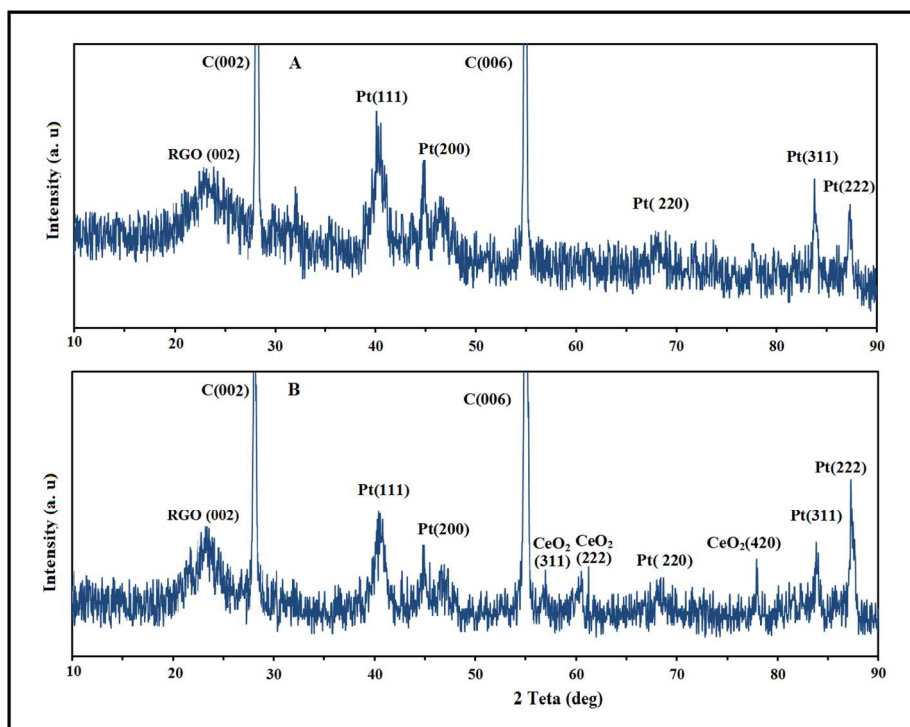 C(002)
A
C(006)
Pt(111)
Pt(200)
RGO (002)
Pt(311)
Pt(222)
Pt( 220)
Intensity (a. u)
10 20 30 40 50 60 70 80 90
C(002)
B
C(006)
Pt(222)
Pt(111)
RGO (002)
Pt(311)
Pt(200)
CeO₂
(311)
CeO₂
(222)
Pt( 220)
CeO₂(420)
Intensity (a. u)
10 20 30 40 50 60 70 80 90
2 Teta (deg)